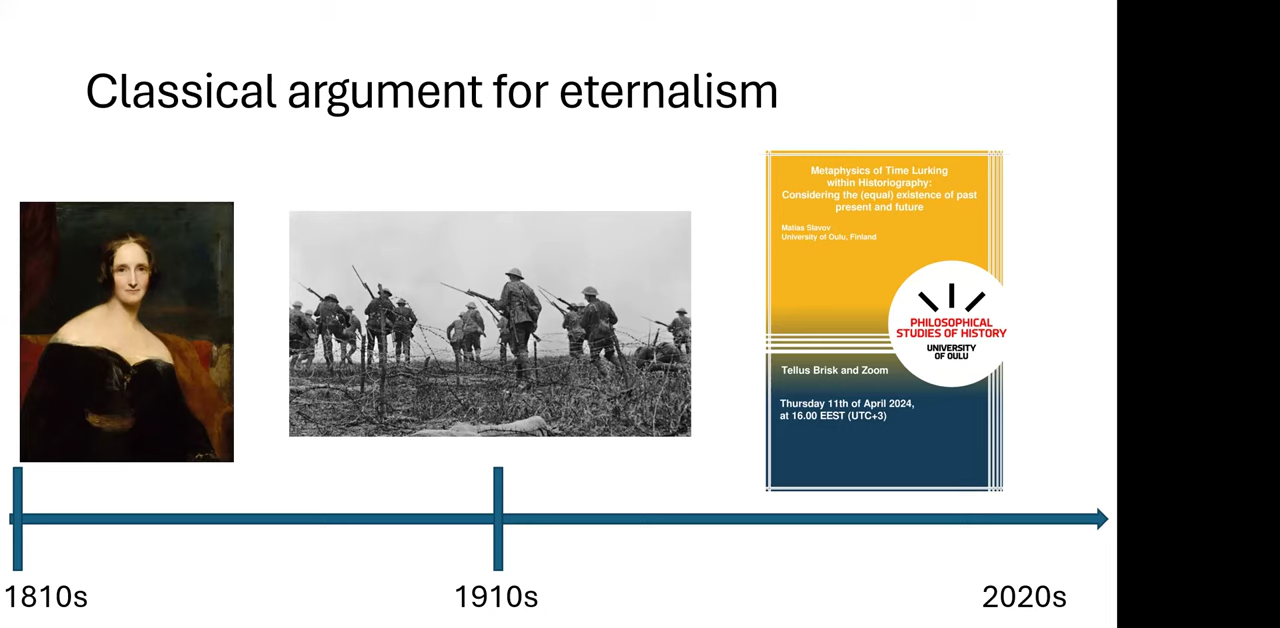 Classical argument for eternalism
Metaphysics of Time Lurking
within Historiography:
Considering the (equal) existence of past
present and future
Matias Slavov
University of Oulu, Finland
PHILOSOPHICAL
STUDIES OF HISTORY
UNIVERSITY
OF OULU
Tellus Brisk and Zoom
Thursday 11th of April 2024,
at 16.00 EEST (UTC+3)
1810s
1910s
2020s